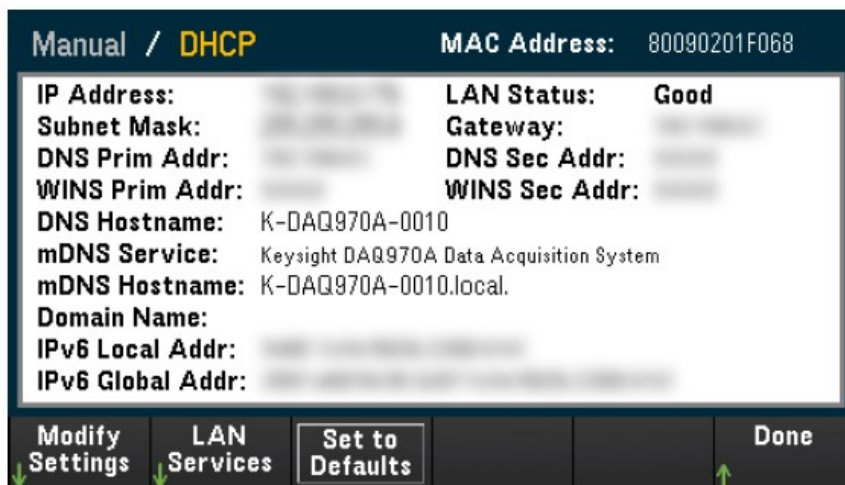 Manual / DHCP MAC Address: 80090201F068
IP Address: LAN Status: Good
Subnet Mask: Gateway:
DNS Prim Addr: DNS Sec Addr:
WINS Prim Addr: WINS Sec Addr:
DNS Hostname: K-DAQ970A-0010
mDNS Service: Keysight DAQ970A Data Acquisition System
mDNS Hostname: K-DAQ970A-0010.local.
Domain Name:
IPv6 Local Addr:
IPv6 Global Addr:
Modify Settings LAN Services Set to Defaults Done